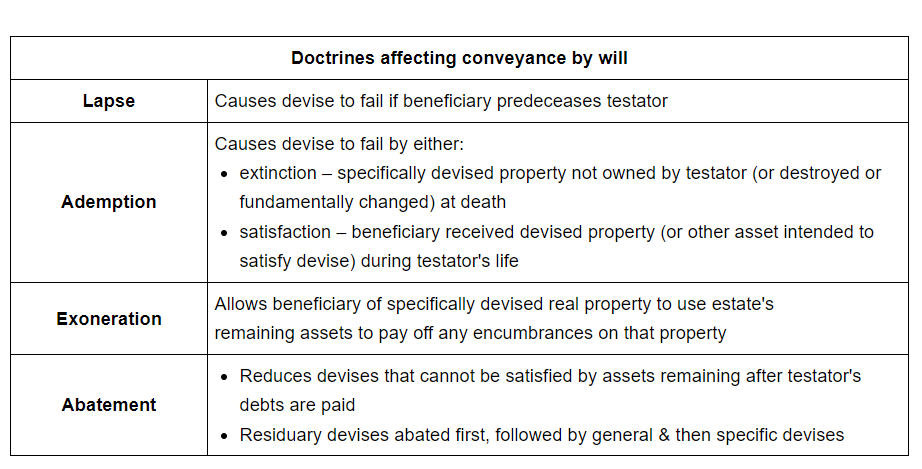 Doctrines affecting conveyance by will
Lapse
Causes devise to fail if beneficiary predeceases testator
Ademption
Causes devise to fail by either:
• extinction – specifically devised property not owned by testator (or destroyed or
fundamentally changed) at death
• satisfaction – beneficiary received devised property (or other asset intended to
satisfy devise) during testator's life
Exoneration
Allows beneficiary of specifically devised real property to use estate's
remaining assets to pay off any encumbrances on that property
Abatement
• Reduces devises that cannot be satisfied by assets remaining after testator's
debts are paid
• Residuary devises abated first, followed by general & then specific devises